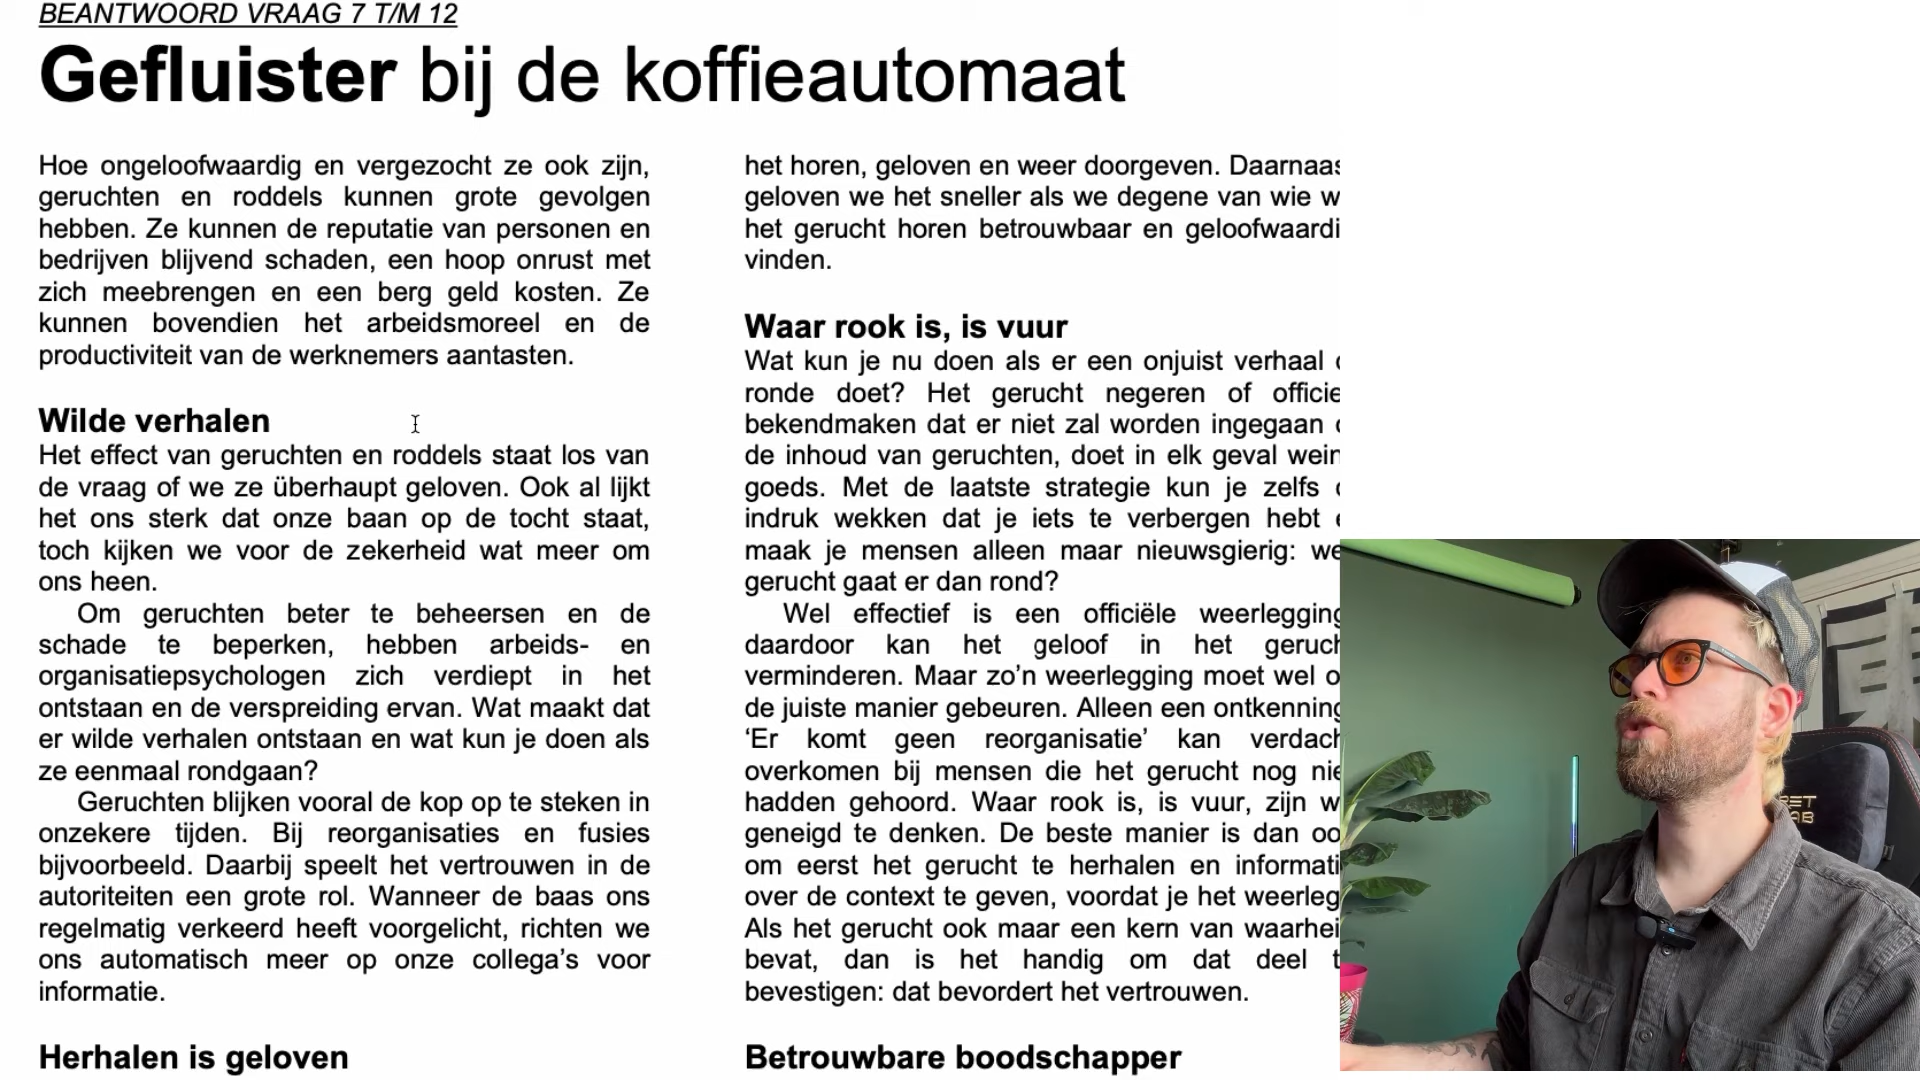 BEANTWOORD VRAAG 7 T/M 12
Gefluister bij de koffieautomaat
Hoe ongeloofwaardig en vergezocht ze ook zijn,
geruchten en roddels kunnen grote gevolgen
hebben. Ze kunnen de reputatie van personen en
bedrijven blijvend schaden, een hoop onrust met
zich meebrengen en een berg geld kosten. Ze
kunnen bovendien het arbeidsmoreel en de
productiviteit van de werknemers aantasten.
Wilde verhalen
Het effect van geruchten en roddels staat los van
de vraag of we ze überhaupt geloven. Ook al lijkt
het ons sterk dat onze baan op de tocht staat,
toch kijken we voor de zekerheid wat meer om
ons heen.
Om geruchten beter te beheersen en de
schade te beperken, hebben arbeids- en
organisatiepsychologen zich verdiept in het
ontstaan en de verspreiding ervan. Wat maakt dat
er wilde verhalen ontstaan en wat kun je doen als
ze eenmaal rondgaan?
Geruchten blijken vooral de kop op te steken in
onzekere tijden. Bij reorganisaties en fusies
bijvoorbeeld. Daarbij speelt het vertrouwen in de
autoriteiten een grote rol. Wanneer de baas ons
regelmatig verkeerd heeft voorgelicht, richten we
ons automatisch meer op onze collega's voor
informatie.
Herhalen is geloven
het horen, geloven en weer doorgeven. Daarnaas
geloven we het sneller als we degene van wie w
het gerucht horen betrouwbaar en geloofwaardi
vinden.
Waar rook is, is vuur
Wat kun je nu doen als er een onjuist verhaal
ronde doet? Het gerucht negeren of officie
bekendmaken dat er niet zal worden ingegaan
de inhoud van geruchten, doet in elk geval wein
goeds. Met de laatste strategie kun je zelfs
indruk wekken dat je iets te verbergen hebt
maak je mensen alleen maar nieuwsgierig: we
gerucht gaat er dan rond?
Wel effectief is een officiële weerlegging
daardoor kan het geloof in het geruch
verminderen. Maar zo'n weerlegging moet wel o
de juiste manier gebeuren. Alleen een ontkenning
'Er komt geen reorganisatie' kan verdach
overkomen bij mensen die het gerucht nog nie
hadden gehoord. Waar rook is, is vuur, zijn w
geneigd te denken. De beste manier is dan oo
om eerst het gerucht te herhalen en informati
over de context te geven, voordat je het weerleg
Als het gerucht ook maar een kern van waarhei
bevat, dan is het handig om dat deel t
bevestigen: dat bevordert het vertrouwen.
Betrouwbare boodschapper